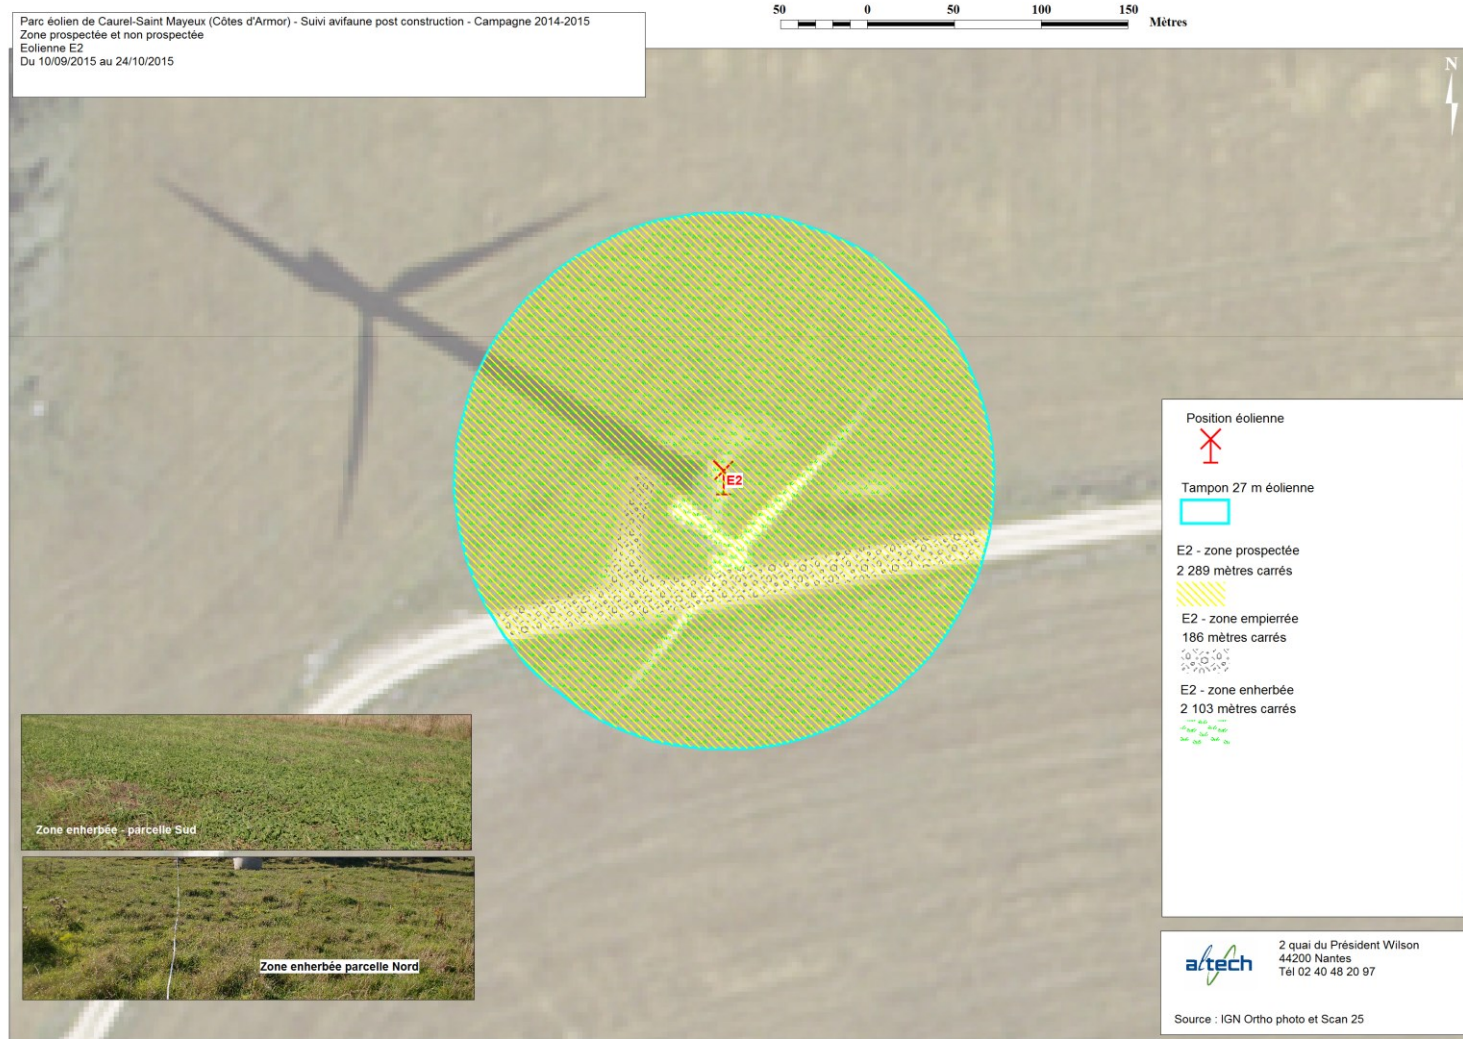 Parc éolien de Caurel-Saint Mayeux (Côtes d'Armor) - Suivi avifaune post construction - Campagne 2014-2015
Zone prospectée et non prospectée
Eolienne E2
Du 10/09/2015 au 24/10/2015
50 0 50 100 150 Mètres
N
E2
Position éolienne
Tampon 27 m éolienne
E2 - zone prospectée
2 289 mètres carrés
E2 - zone empierrée
186 mètres carrés
E2 - zone enherbée
2 103 mètres carrés
Zone enherbée - parcelle Sud
Zone enherbée parcelle Nord
altech
2 quai du Président Wilson
44200 Nantes
Tél 02 40 48 20 97
Source : IGN Ortho photo et Scan 25